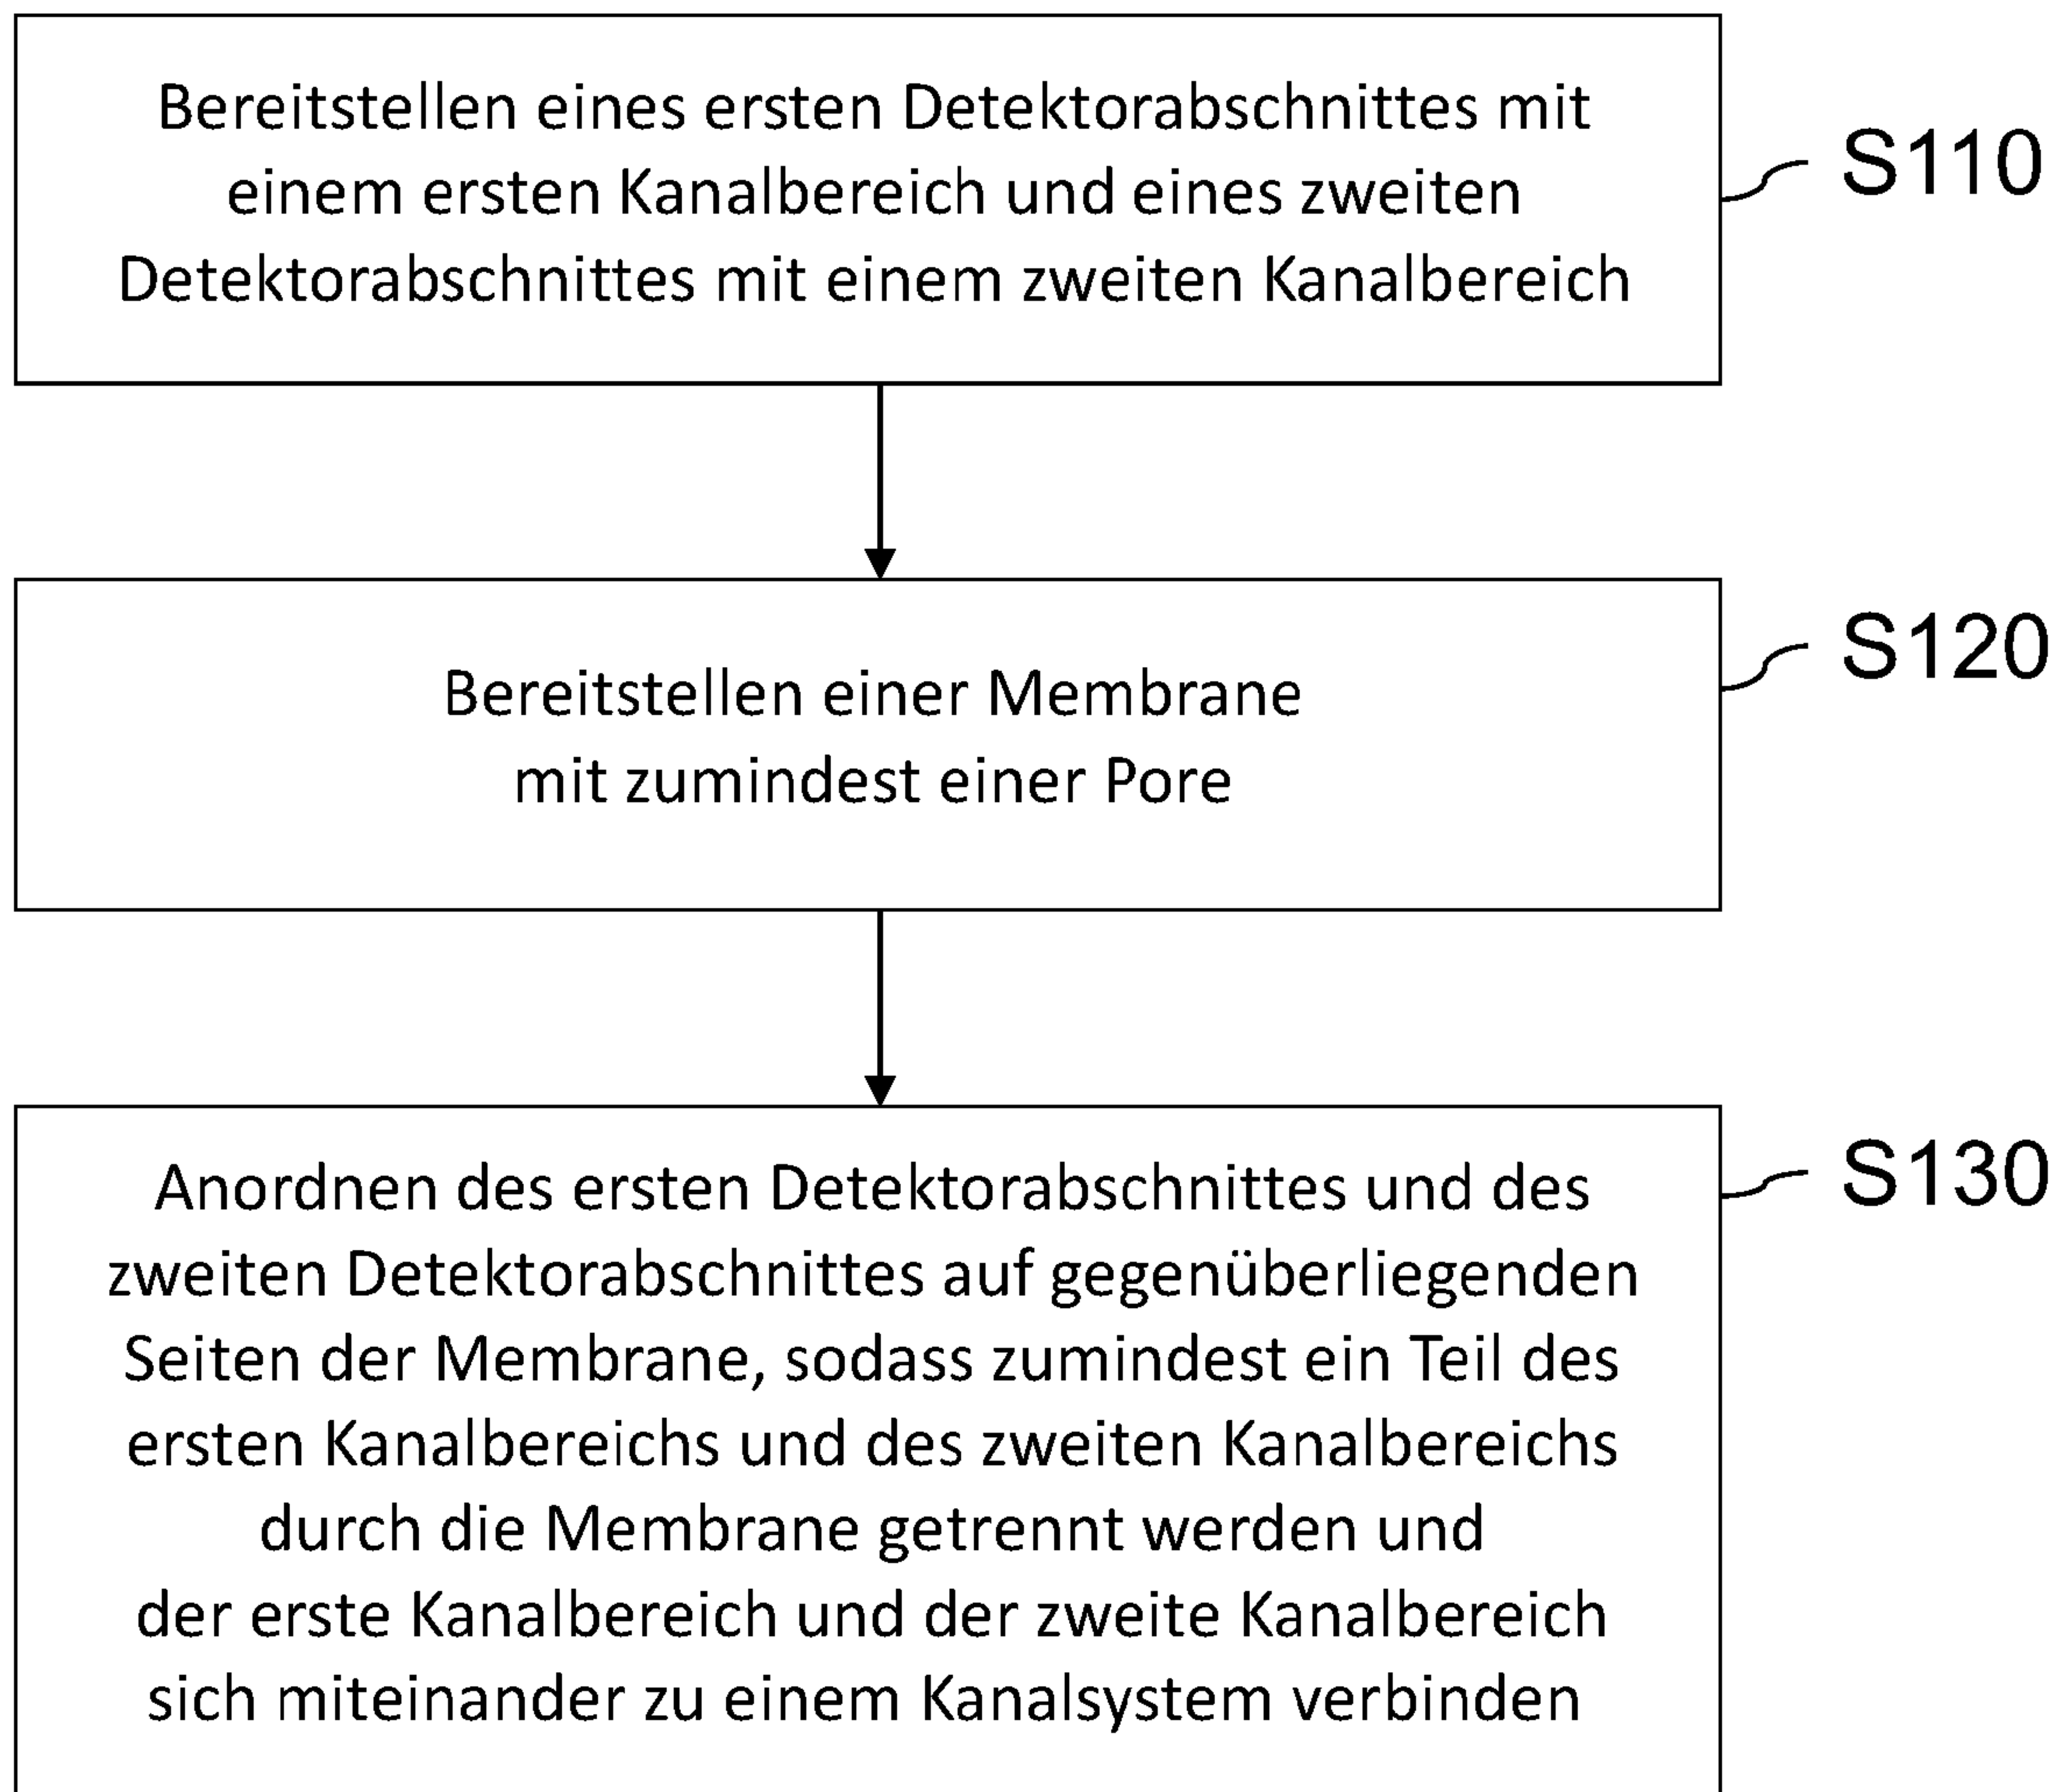 Bereitstellen eines ersten Detektorabschnittes mit
einem ersten Kanalbereich und eines zweiten
Detektorabschnittes mit einem zweiten Kanalbereich
S110
Bereitstellen einer Membrane
mit zumindest einer Pore
S120
Anordnen des ersten Detektorabschnittes und des
zweiten Detektorabschnittes auf gegenüberliegenden
Seiten der Membrane, sodass zumindest ein Teil des
ersten Kanalbereichs und des zweiten Kanalbereichs
durch die Membrane getrennt werden und
der erste Kanalbereich und der zweite Kanalbereich
sich miteinander zu einem Kanalsystem verbinden
S130